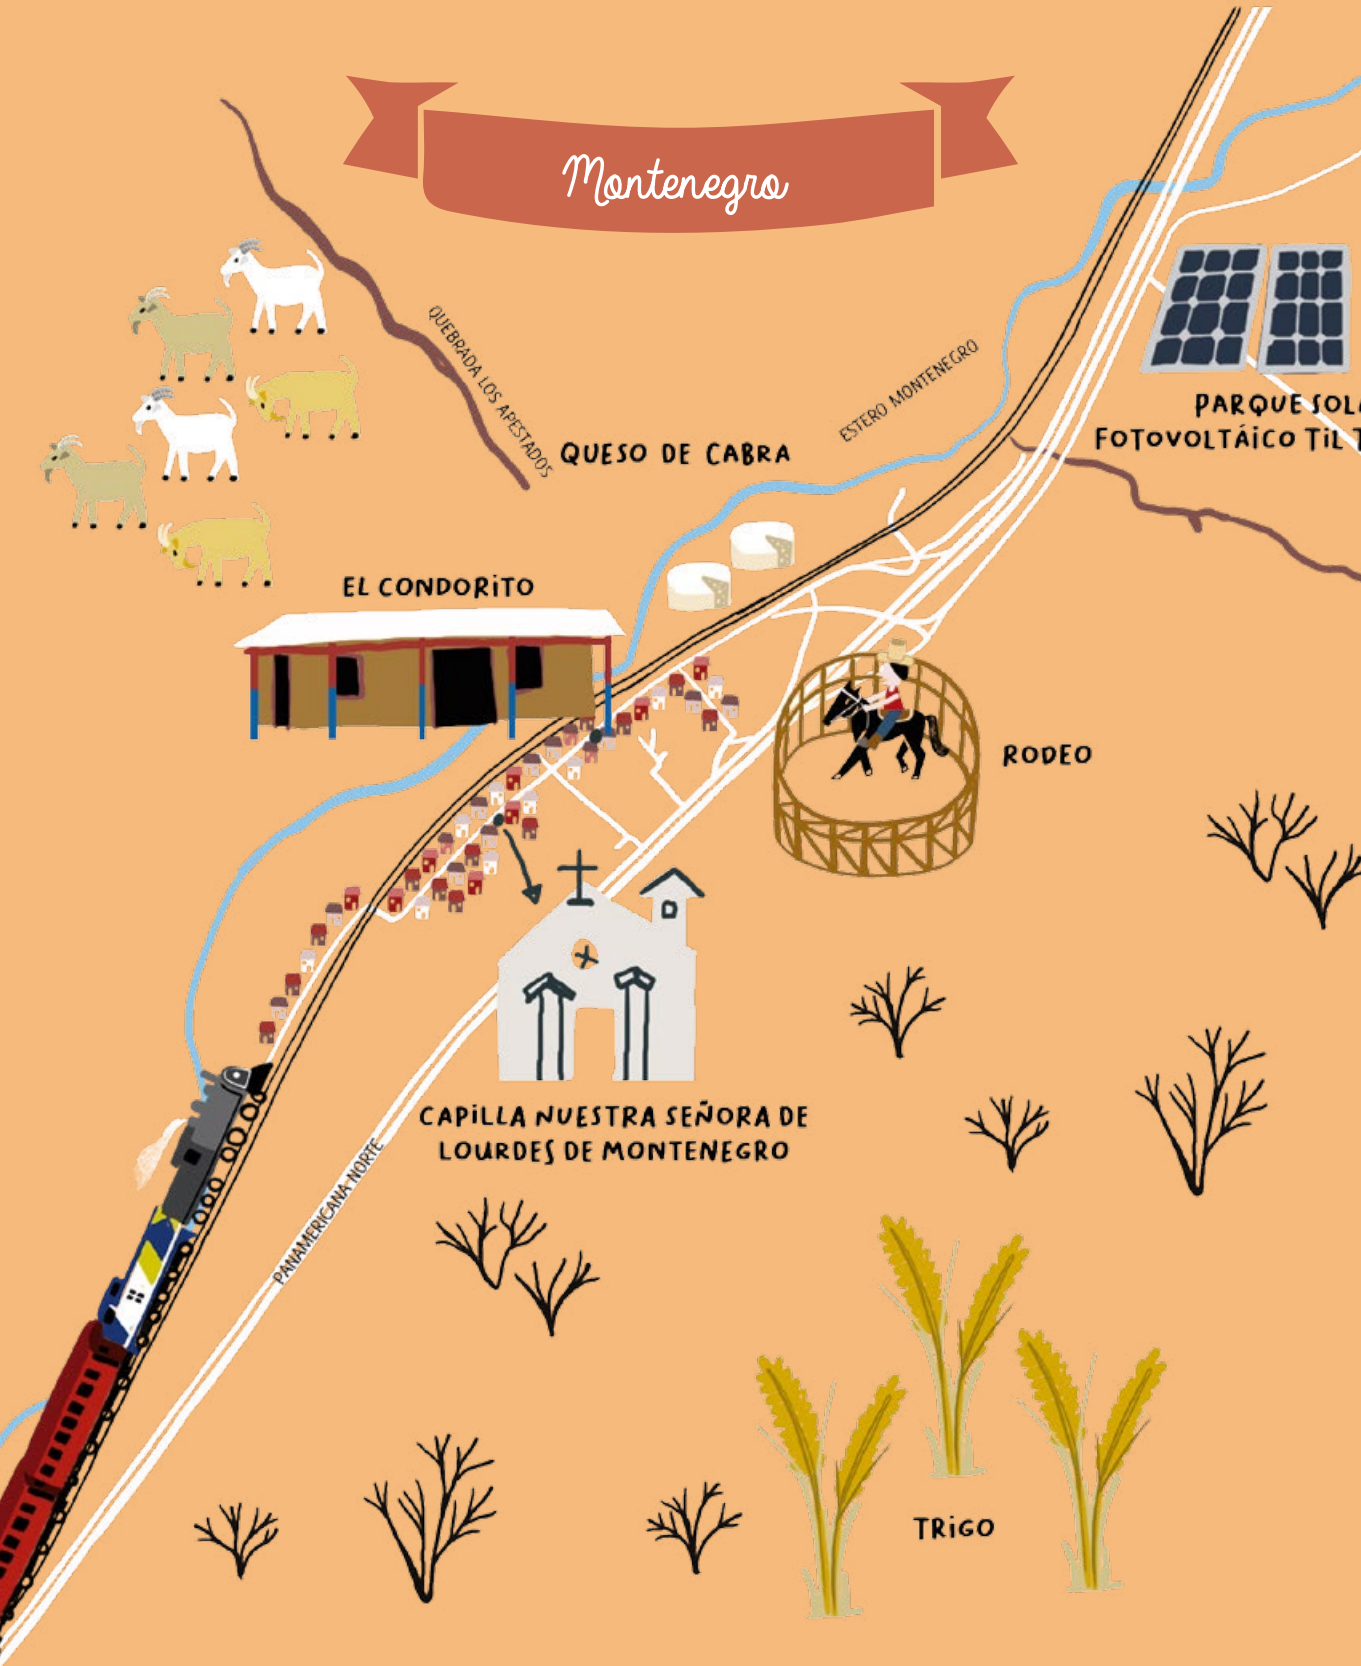 Montenegro
QUEBRADA LOS APESTADOS
ESTERO MONTENEGRO
PARQUE SOLA
FOTOVOLTÁICO TIL T
QUESO DE CABRA
EL CONDORITO
RODEO
CAPILLA NUESTRA SEÑORA DE
LOURDES DE MONTENEGRO
PANAMERICANA NORTE
TRIGO